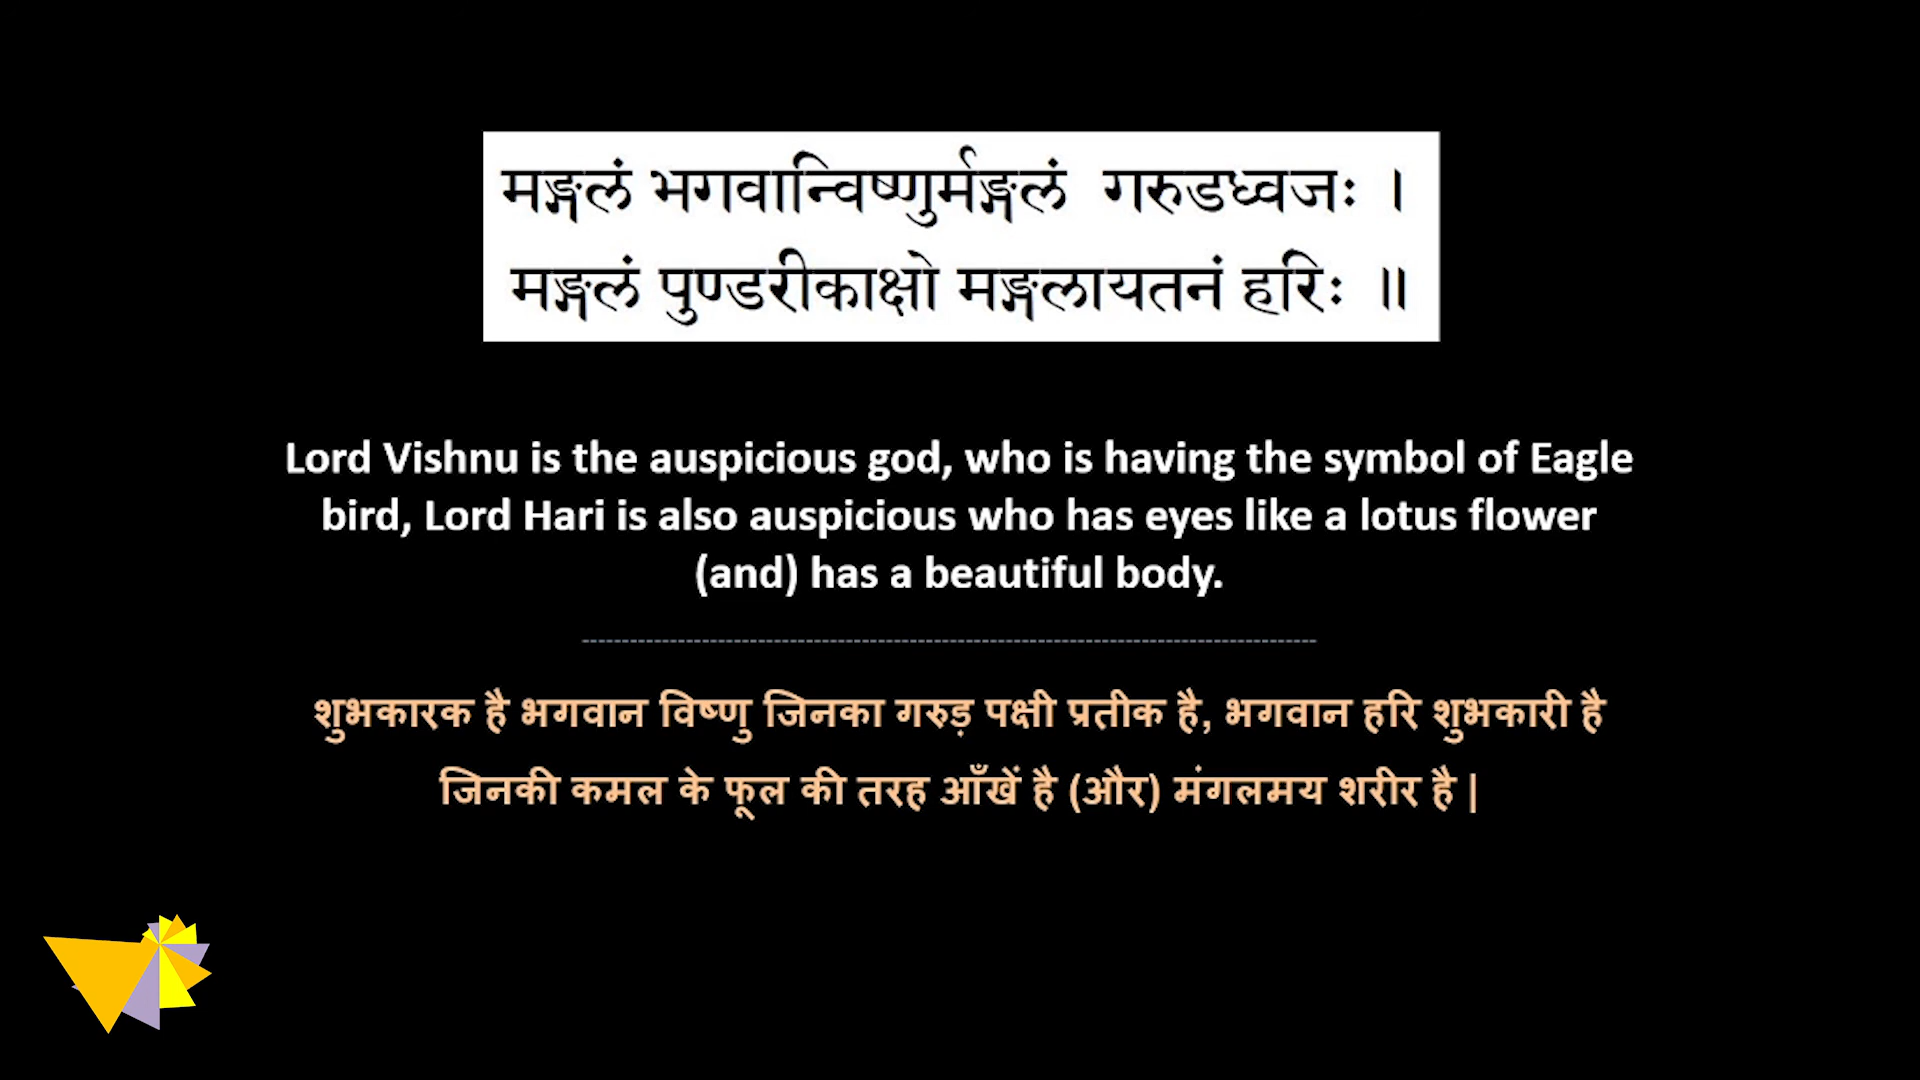 मङ्गलं भगवान्विष्णुर्मङ्गलं गरुडध्वजः ।
मङ्गलं पुण्डरीकाक्षो मङ्गलायतनं हरिः ॥
Lord Vishnu is the auspicious god, who is having the symbol of Eagle
bird, Lord Hari is also auspicious who has eyes like a lotus flower
(and) has a beautiful body.
शुभकारक है भगवान विष्णु जिनका गरुड़ पक्षी प्रतीक है, भगवान हरि शुभकारी है
जिनकी कमल के फूल की तरह आँखें है (और) मंगलमय शरीर है |